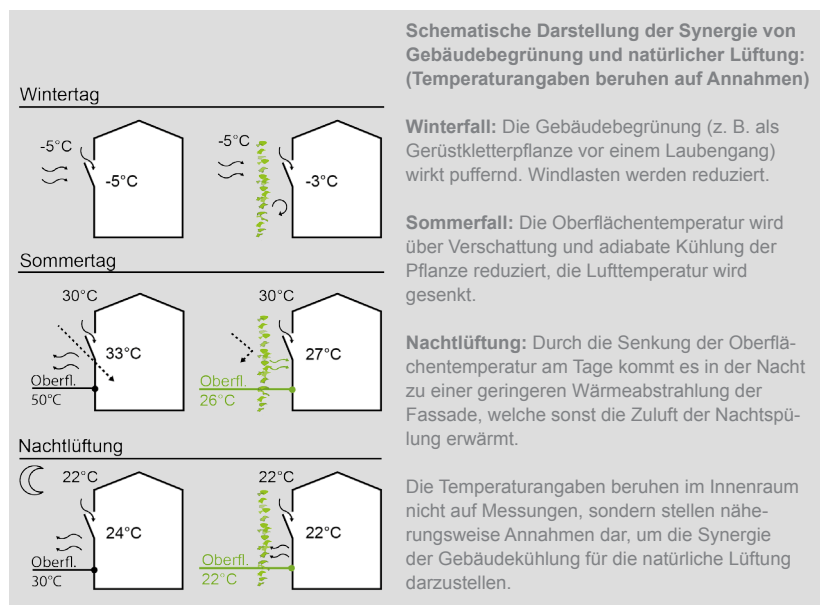 Schematische Darstellung der Synergie von
Gebäudebegrünung und natürlicher Lüftung:
(Temperaturangaben beruhen auf Annahmen)
Wintertag
-5°C
-5°C
-5°C
-3°C
Winterfall: Die Gebäudebegrünung (z. B. als
Gerüstkletterpflanze vor einem Laubengang)
wirkt puffernd. Windlasten werden reduziert.
Sommertag
30°C
33°C
Oberfl.
50°C
30°C
27°C
Oberfl.
26°C
Sommerfall: Die Oberflächentemperatur wird
über Verschattung und adiabate Kühlung der
Pflanze reduziert, die Lufttemperatur wird
gesenkt.
Nachtlüftung
22°C
24°C
Oberfl.
30°C
22°C
22°C
Oberfl.
22°C
Nachtlüftung: Durch die Senkung der Oberflä-
chentemperatur am Tage kommt es in der Nacht
zu einer geringeren Wärmeabstrahlung der
Fassade, welche sonst die Zuluft der Nachtspü-
lung erwärmt.
Die Temperaturangaben beruhen im Innenraum
nicht auf Messungen, sondern stellen nähe-
rungsweise Annahmen dar, um die Synergie
der Gebäudekühlung für die natürliche Lüftung
darzustellen.